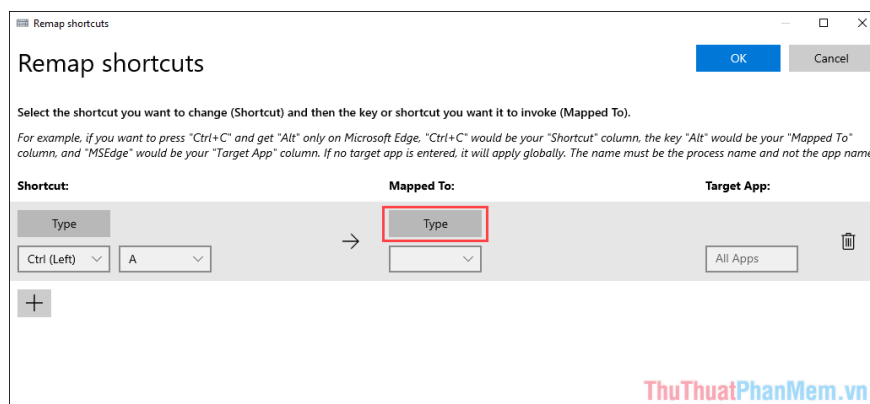 Remap shortcuts
Remap shortcuts
OK
Cancel
Select the shortcut you want to change (Shortcut) and then the key or shortcut you want it to invoke (Mapped To).
For example, if you want to press "Ctrl+C" and get "Alt" only on Microsoft Edge, "Ctrl+C" would be your "Shortcut" column, the key "Alt" would be your "Mapped To"
column, and "MSEdge" would be your "Target App" column. If no target app is entered, it will apply globally. The name must be the process name and not the app name
Shortcut:
Mapped To:
Target App:
Type
Type
Ctrl (Left)
A
All Apps
ThuThuatPhanMem.vn